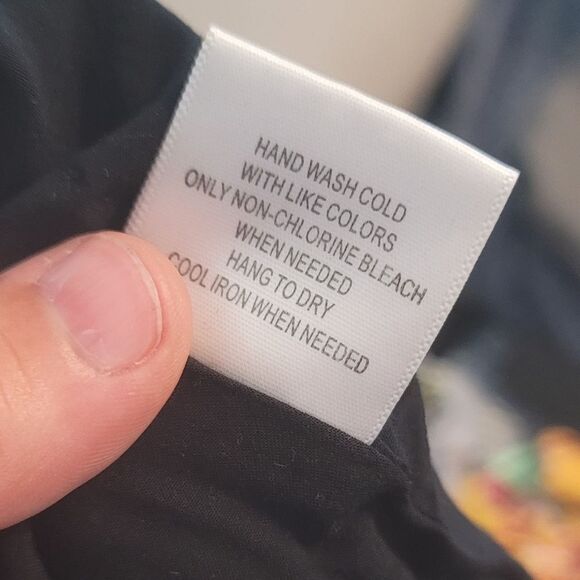 HAND WASH COLD
WITH LIKE COLORS
ONLY NON-CHLORINE BLEACH
WHEN NEEDED
HANG TO DRY
COOL IRON WHEN NEEDED